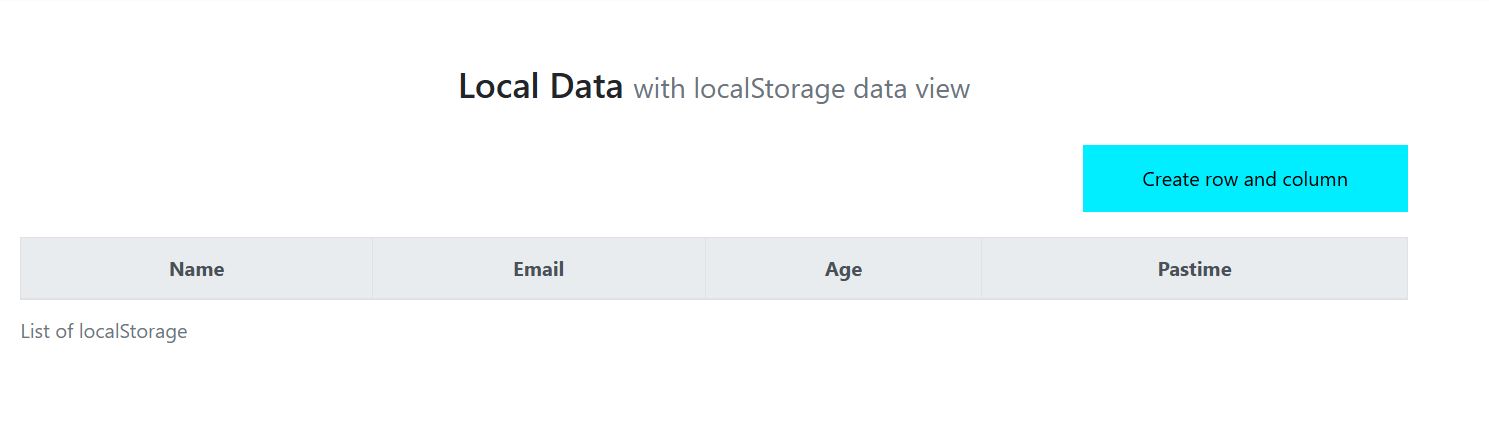 Local Data with localStorage data view
Create row and column
Name Email Age Pastime
List of localStorage